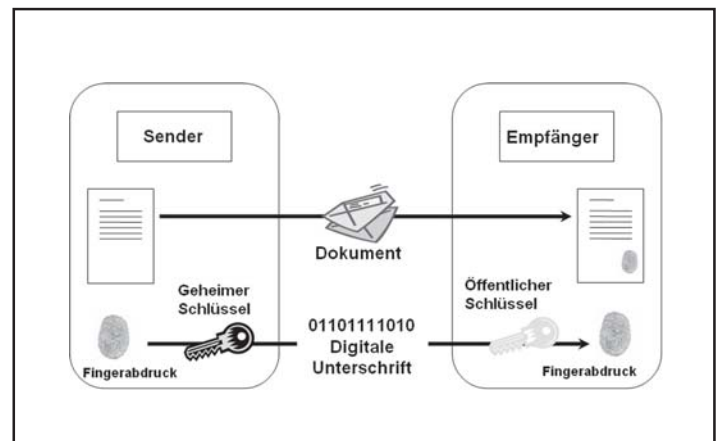 Sender
Empfänger
Dokument
Geheimer
Schlüssel
Öffentlicher
Schlüssel
01101111010
Digitale
Unterschrift
Fingerabdruck
Fingerabdruck